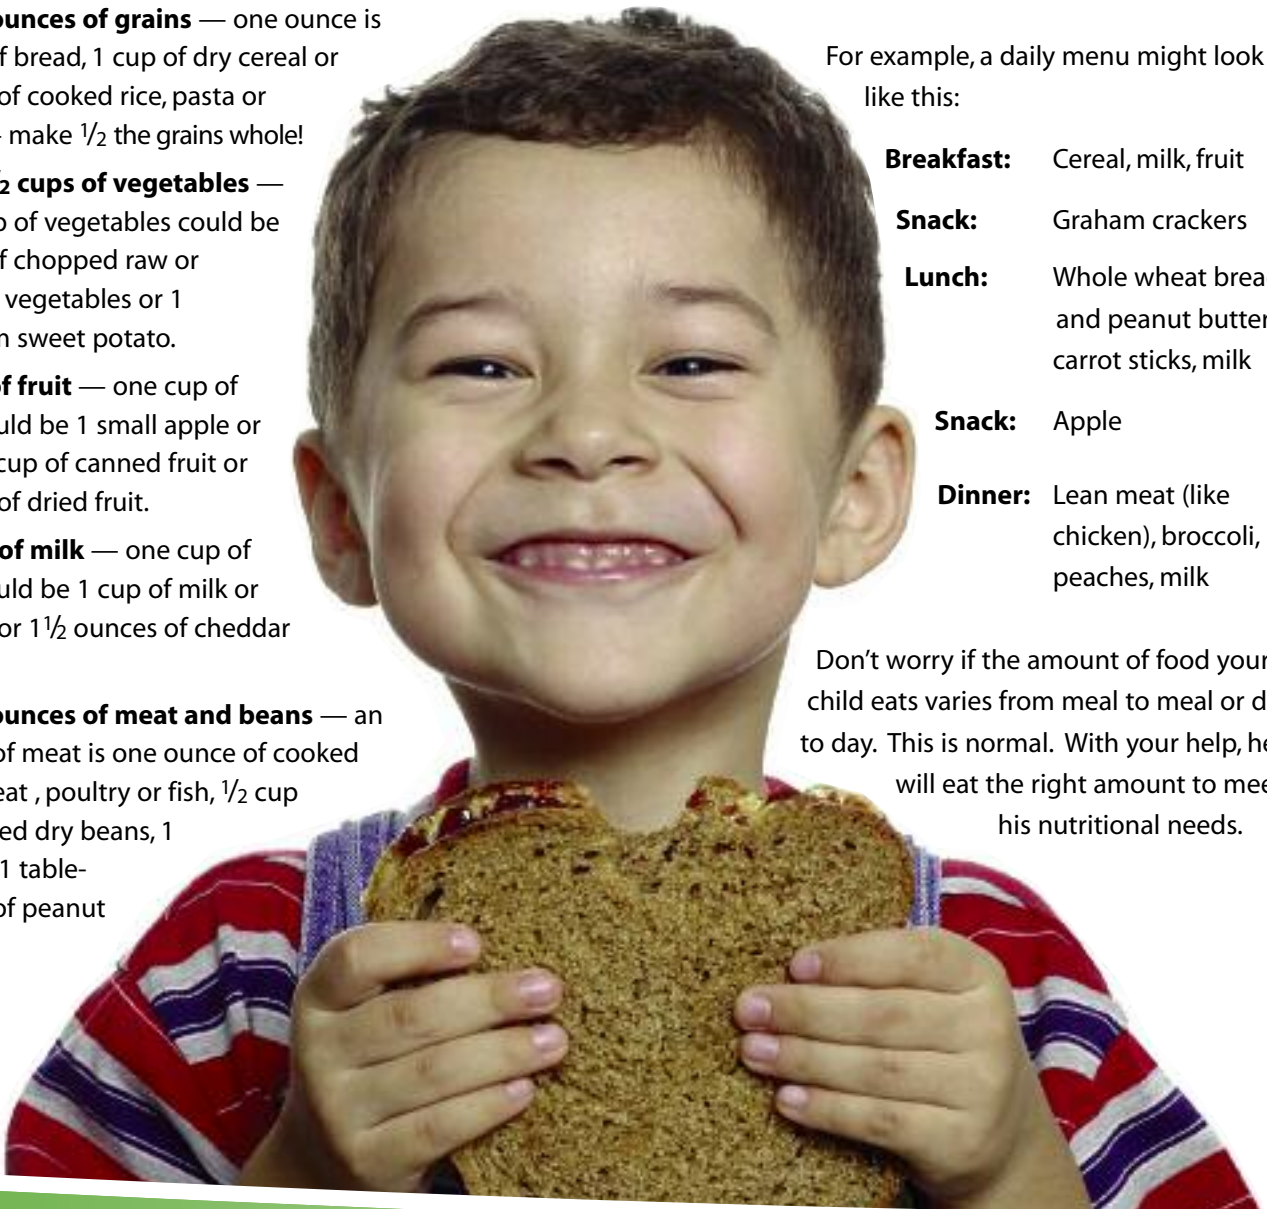 ounces of grains — one ounce is
f bread, 1 cup of dry cereal or
of cooked rice, pasta or
make 1/2 the grains whole!
/2 cups of vegetables —
p of vegetables could be
f chopped raw or
vegetables or 1
n sweet potato.
of fruit — one cup of
uld be 1 small apple or
cup of canned fruit or
of dried fruit.
of milk — one cup of
uld be 1 cup of milk or
or 1 1/2 ounces of cheddar
ounces of meat and beans — an
of meat is one ounce of cooked
eat , poultry or fish, 1/2 cup
ed dry beans, 1
1 table-
of peanut
For example, a daily menu might look
like this:
Breakfast: Cereal, milk, fruit
Snack: Graham crackers
Lunch: Whole wheat brea
and peanut butter
carrot sticks, milk
Snack: Apple
Dinner: Lean meat (like
chicken), broccoli,
peaches, milk
Don't worry if the amount of food your
child eats varies from meal to meal or d
to day. This is normal. With your help, he
will eat the right amount to mee
his nutritional needs.